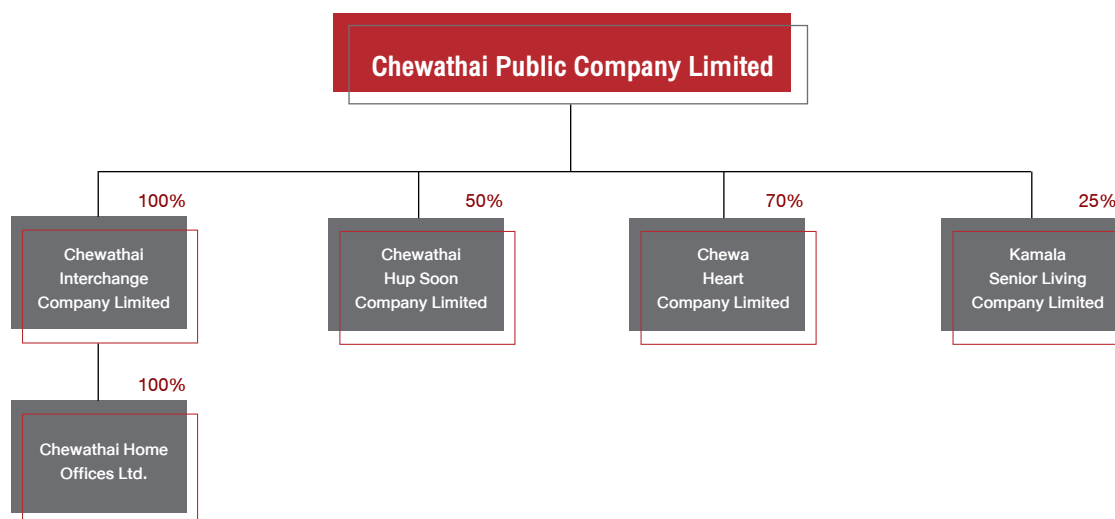 Chewathai Public Company Limited
100%
50%
70%
25%
Chewathai
Interchange
Company Limited
Chewathai
Hup Soon
Company Limited
Chewa
Heart
Company Limited
Kamala
Senior Living
Company Limited
100%
Chewathai Home
Offices Ltd.